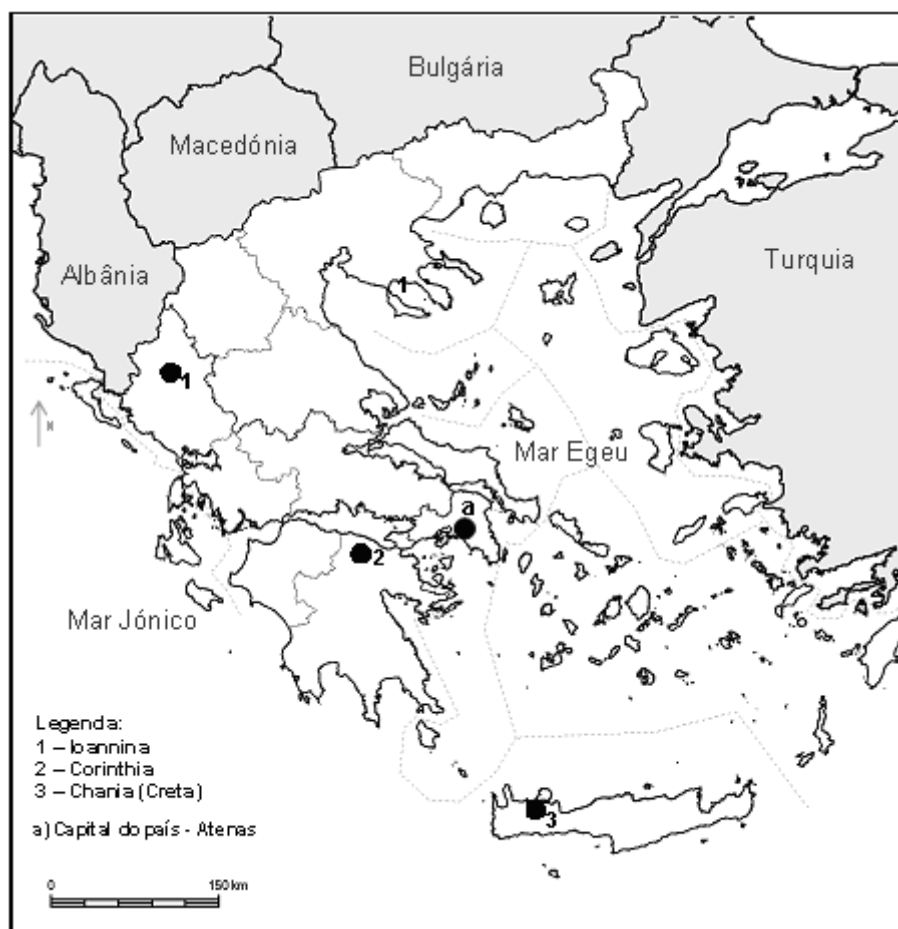 Bulgária
Macedónia
Albânia
Turquia
1
1
N
Mar Egeu
a
2
Mar Jónico
Legenda:
1 – Ioannina
2 – Corinthia
3 – Chania (Creta)
a) Capital do país - Atenas
3
0 150 km